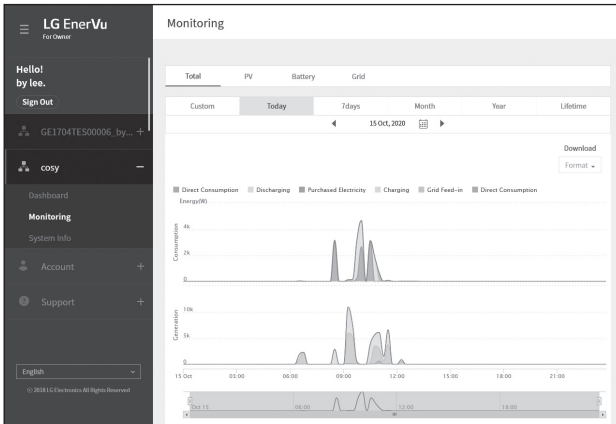 LG EnerVu
For Owner
Hello!
by lee.
Sign Out
GE1704TES00006_by...
cosy
Dashboard
Monitoring
System Info
Account
Support
English
© 2018 LG Electronics All Rights Reserved
Monitoring
Total PV Battery Grid
Custom Today 7days Month Year Lifetime
15 Oct, 2020
Download
Format
Direct Consumption Discharging Purchased Electricity Charging Grid Feed-in Direct Consumption
Energy(W)
Consumption
4k
2k
0
Generation
10k
5k
0
15 Oct 03:00 06:00 09:00 12:00 15:00 18:00 21:00
Oct 15 06:00 12:00 18:00